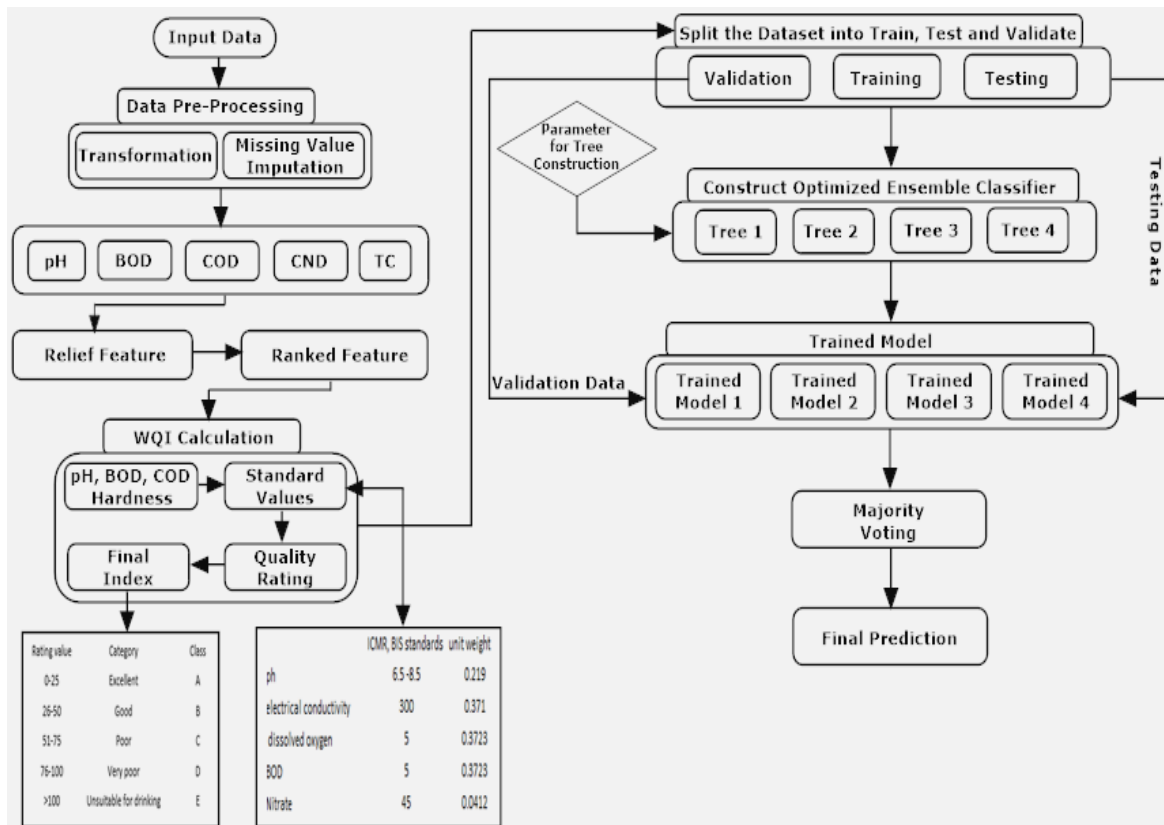 Input Data
Data Pre-Processing
Transformation
Missing Value
Imputation
pH
BOD
COD
CND
TC
Relief Feature
Ranked Feature
WQI Calculation
pH, BOD, COD
Hardness
Standard
Values
Final
Index
Quality
Rating
Rating value Category Class
0-25 Excellent A
26-50 Good B
51-75 Poor C
76-100 Very poor D
>100 Unsuitable for drinking E
ICMR, BIS standards unit weight
ph 6.5 -8.5 0.219
electrical conductivity 300 0.371
dissolved oxygen 5 0.3723
BOD 5 0.3723
Nitrate 45 0.0412
Split the Dataset into Train, Test and Validate
Validation
Training
Testing
Parameter
for Tree
Construction
Construct Optimized Ensemble Classifier
Tree 1
Tree 2
Tree 3
Tree 4
Testing Data
Trained Model
Validation Data
Trained
Model 1
Trained
Model 2
Trained
Model 3
Trained
Model 4
Majority
Voting
Final Prediction